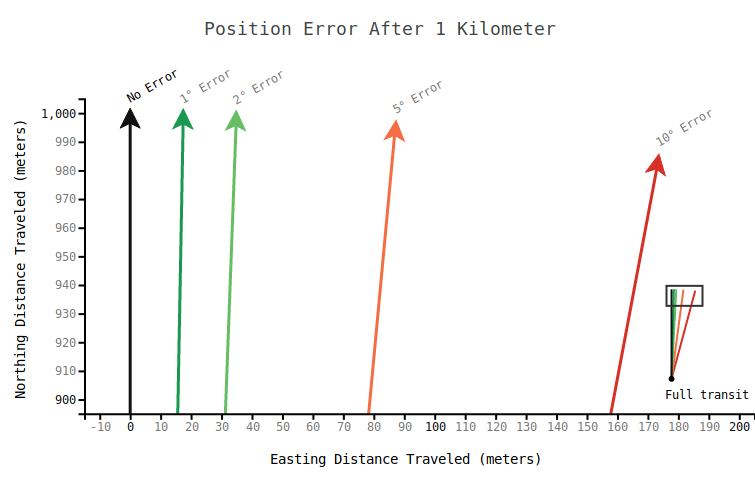 Position Error After 1 Kilometer
No Error
1° Error
2° Error
5° Error
10° Error
Northing Distance Traveled (meters)
1,000
990
980
970
960
950
940
930
920
910
900
Full transit
-10 0 10 20 30 40 50 60 70 80 90 100 110 120 130 140 150 160 170 180 190 200
Easting Distance Traveled (meters)